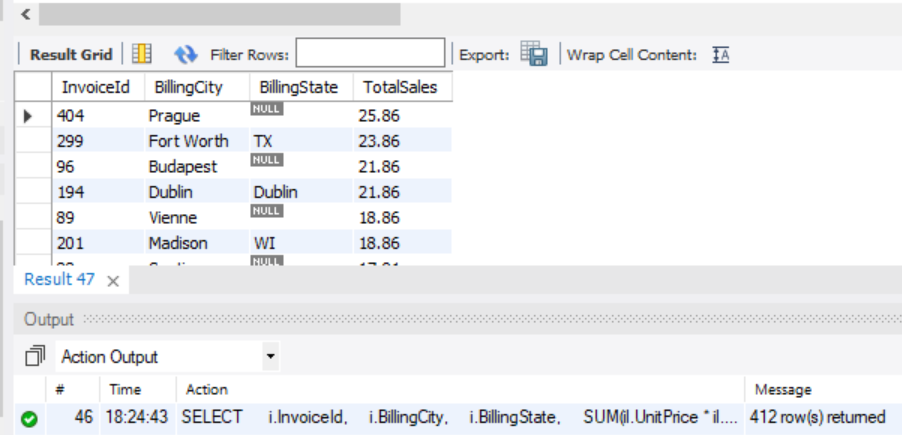 Result Grid Filter Rows: Export: Wrap Cell Content:
InvoiceId BillingCity BillingState TotalSales
404 Prague NULL 25.86
299 Fort Worth TX 23.86
96 Budapest NULL 21.86
194 Dublin Dublin 21.86
89 Vienne NULL 18.86
201 Madison WI 18.86
NULL
Result 47
Output
Action Output
# Time Action Message
46 18:24:43 SELECT i.InvoiceId, i.BillingCity, i.BillingState, SUM(il.UnitPrice * il.... 412 row(s) returned